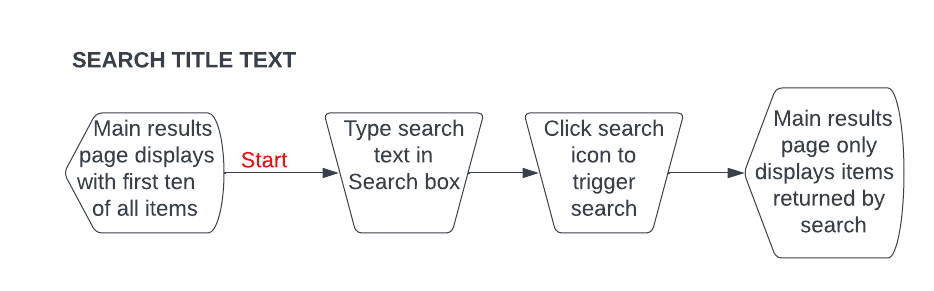 SEARCH TITLE TEXT
Main results
page displays
with first ten
of all items
Start
Type search
text in
Search box
Click search
icon to
trigger
search
Main results
page only
displays items
returned by
search